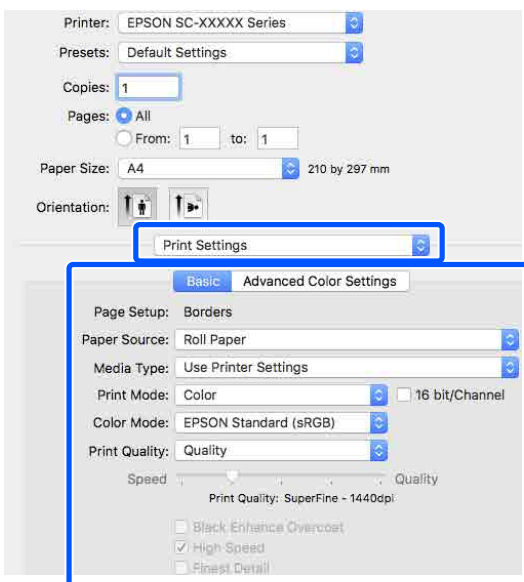 Printer: EPSON SC-XXXXX Series
Presets: Default Settings
Copies: 1
Pages: All
From: 1 to: 1
Paper Size: A4 210 by 297 mm
Orientation:
Print Settings
Basic Advanced Color Settings
Page Setup: Borders
Paper Source: Roll Paper
Media Type: Use Printer Settings
Print Mode: Color 16 bit/Channel
Color Mode: EPSON Standard (sRGB)
Print Quality: Quality
Speed Quality
Print Quality: SuperFine - 1440dpi
Black Enhance Overcoat
High Speed
Finest Detail